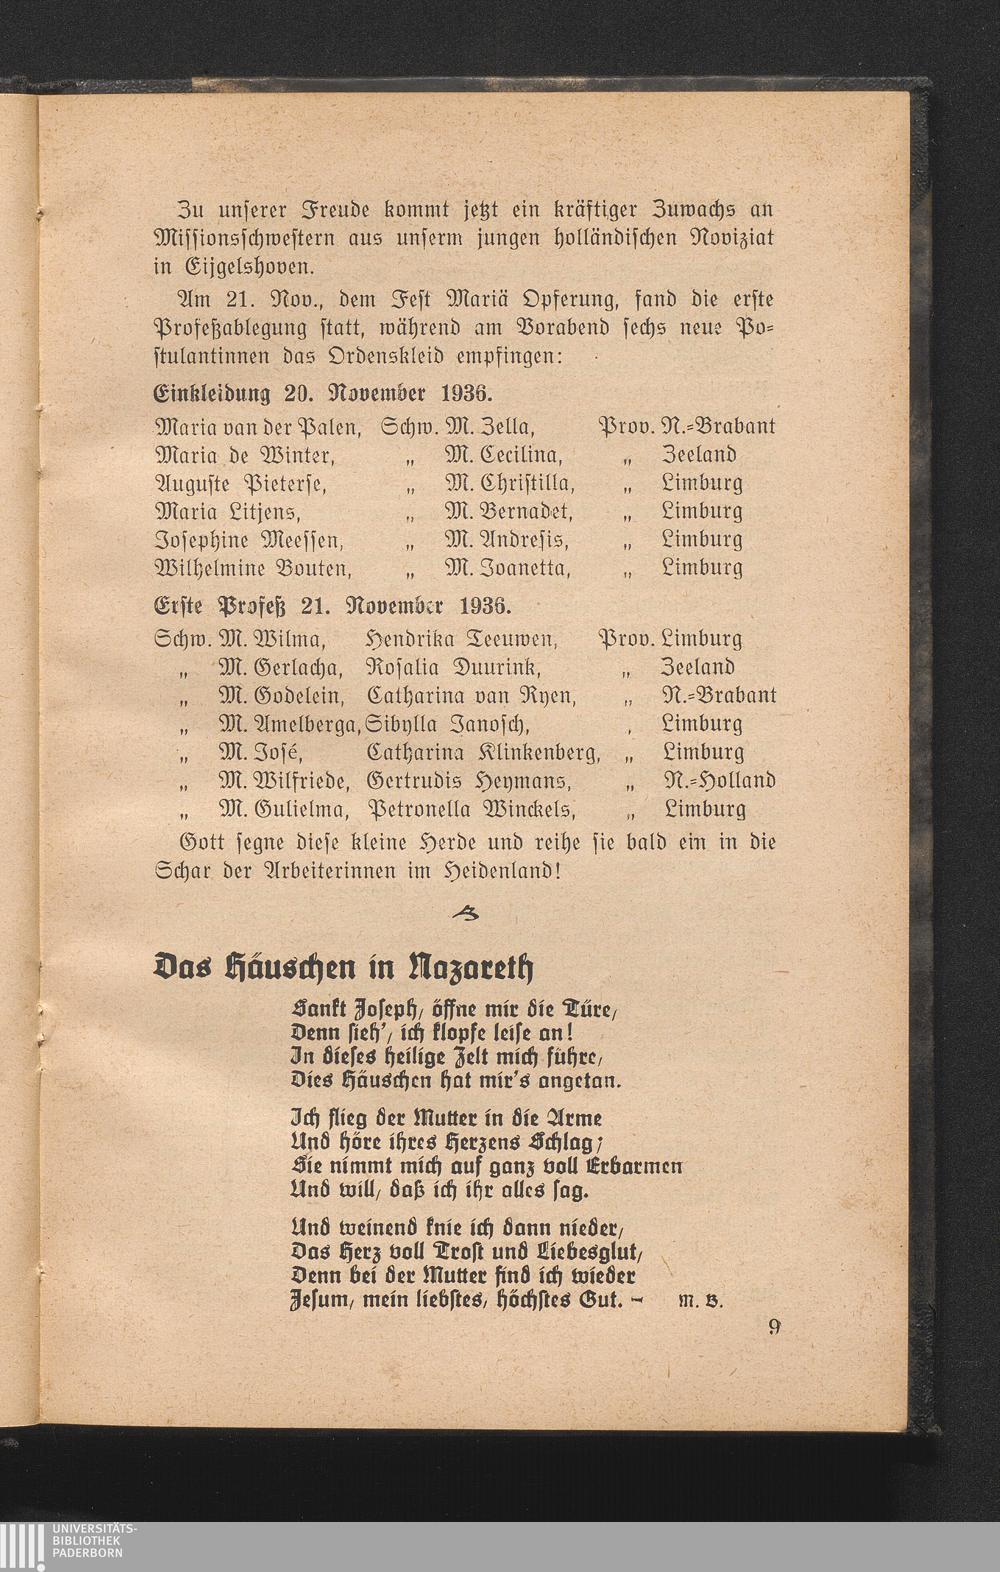 Zu unserer Freude kommt jetzt ein kräftiger Zuwachs an
Missionsschwestern aus unserm jungen holländischen Noviziat
in Eijgelshoven.
Am 21. Nov., dem Fest Mariä Opferung, fand die erste
Profeßablegung statt, während am Vorabend sechs neue Po-
stulantinnen das Ordenskleid empfingen:
Einkleidung 20. November 1936.
Maria van der Palen, Schw. M. Zella, Prov. N.-Brabant
Maria de Winter, „ M. Cecilina, „ Zeeland
Auguste Pieterse, „ M. Christilla, „ Limburg
Maria Litjens, „ M. Bernadet, „ Limburg
Josephine Meessen, „ M. Andresis, „ Limburg
Wilhelmine Bouten, „ M. Joanetta, „ Limburg
Erste Profeß 21. November 1936.
Schw. M. Wilma, Hendrika Teeuwen, Prov. Limburg
„ M. Gerlacha, Rosalia Duurink, „ Zeeland
„ M. Godelein, Catharina van Ryen, „ N.-Brabant
„ M. Amelberga, Sibylla Janosch, , Limburg
„ M. José, Catharina Klinkenberg, „ Limburg
„ M. Wilfriede, Gertrudis Heymans, „ N.-Holland
„ M. Gulielma, Petronella Winckels, „ Limburg
Gott segne diese kleine Herde und reihe sie bald ein in die
Schar der Arbeiterinnen im Heidenland!
Das Häuschen in Nazareth
Sankt Joseph, öffne mir die Türe,
Denn sieh', ich klopfe leise an!
In dieses heilige Zelt mich führe,
Dies Häuschen hat mir's angetan.
Ich flieg der Mutter in die Arme
Und höre ihres Herzens Schlag;
Sie nimmt mich auf ganz voll Erbarmen
Und will, daß ich ihr alles sag.
Und weinend knie ich dann nieder,
Das Herz voll Trost und Liebesglut,
Denn bei der Mutter find ich wieder
Jesum, mein liebstes, höchstes Gut. – M. B.
9
UNIVERSITÄTS-
BIBLIOTHEK
PADERBORN